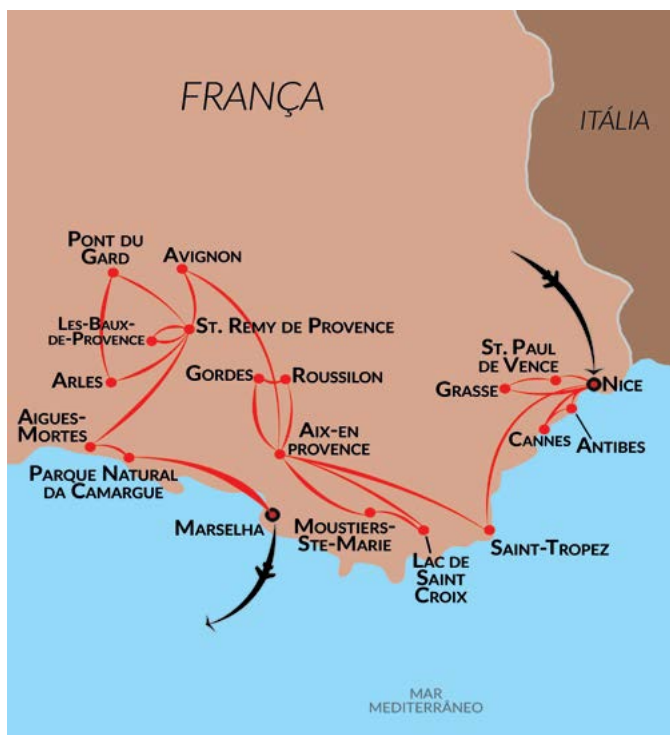 FRANÇA
ITÁLIA
PONT DU
GARD
AVIGNON
LES-BAUX-
DE-PROVENCE
ST. REMY DE PROVENCE
GORDES
ROUSSILON
ST. PAUL
DE VENCE
GRASSE
NICE
ARLES
AIGUES-
MORTES
AIX-EN
PROVENCE
CANNES
ANTIBES
PARQUE NATURAL
DA CAMARGUE
MARSELHA
MOUSTIERS-
STE-MARIE
LAC DE
SAINT
CROIX
SAINT-TROPEZ
MAR
MEDITERRÂNEO